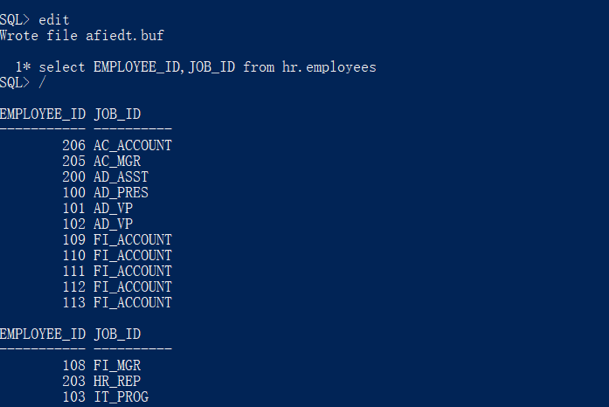 SQL> edit
Wrote file afiedt.buf
1* select EMPLOYEE_ID,JOB_ID from hr.employees
SQL> /
EMPLOYEE_ID JOB_ID
----------- ----------
206 AC_ACCOUNT
205 AC_MGR
200 AD_ASST
100 AD_PRES
101 AD_VP
102 AD_VP
109 FI_ACCOUNT
110 FI_ACCOUNT
111 FI_ACCOUNT
112 FI_ACCOUNT
113 FI_ACCOUNT
EMPLOYEE_ID JOB_ID
----------- ----------
108 FI_MGR
203 HR_REP
103 IT_PROG